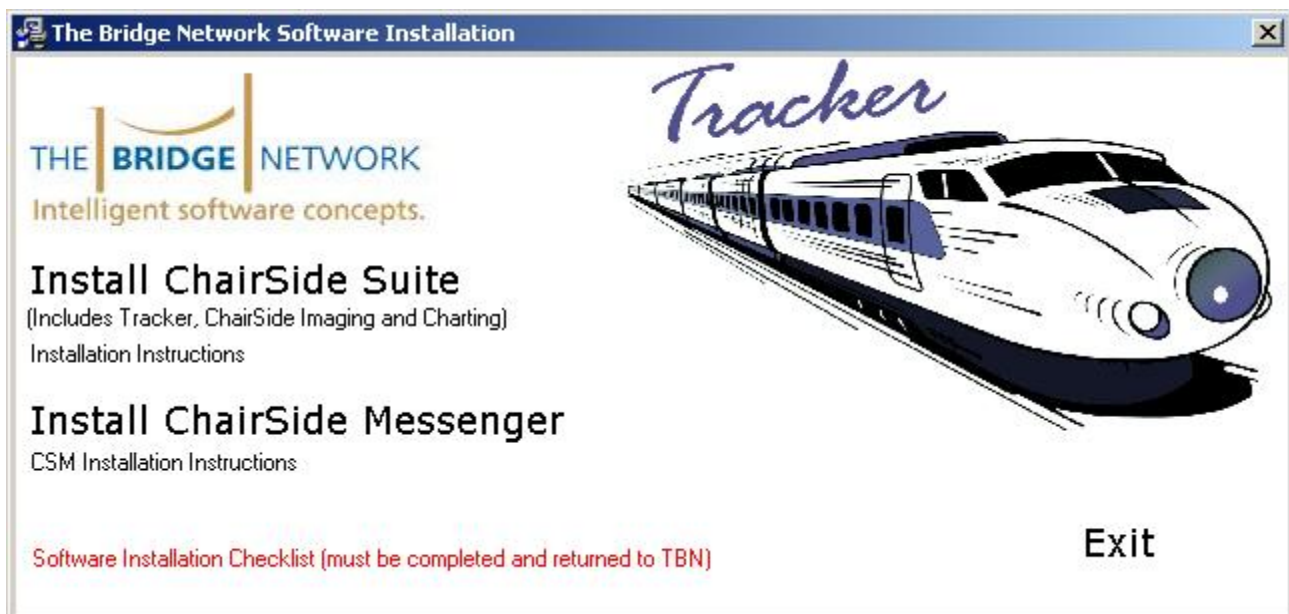 The Bridge Network Software Installation
Tracker
THE BRIDGE NETWORK
Intelligent software concepts.
Install ChairSide Suite
(Includes Tracker, ChairSide Imaging and Charting)
Installation Instructions
Install ChairSide Messenger
CSM Installation Instructions
Software Installation Checklist (must be completed and returned to TBN)
Exit